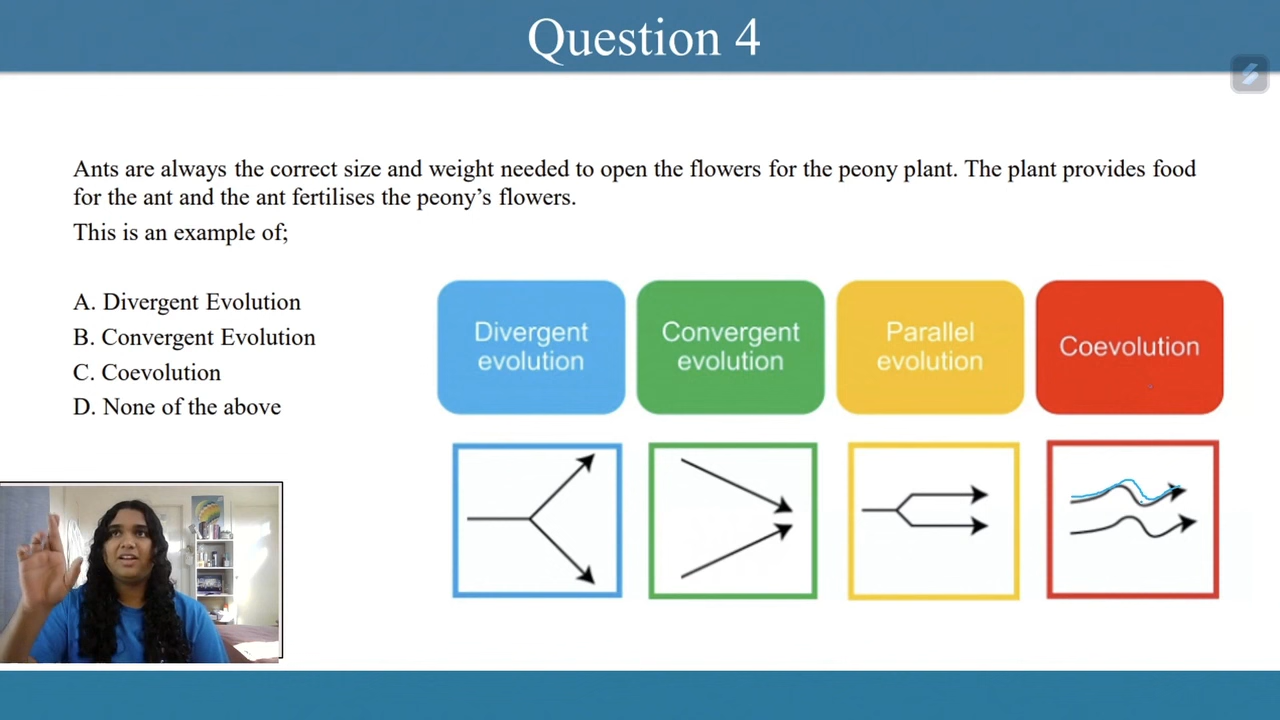 Question 4
Ants are always the correct size and weight needed to open the flowers for the peony plant. The plant provides food
for the ant and the ant fertilises the peony’s flowers.
This is an example of;
A. Divergent Evolution
B. Convergent Evolution
C. Coevolution
D. None of the above
Divergent
evolution
Convergent
evolution
Parallel
evolution
Coevolution